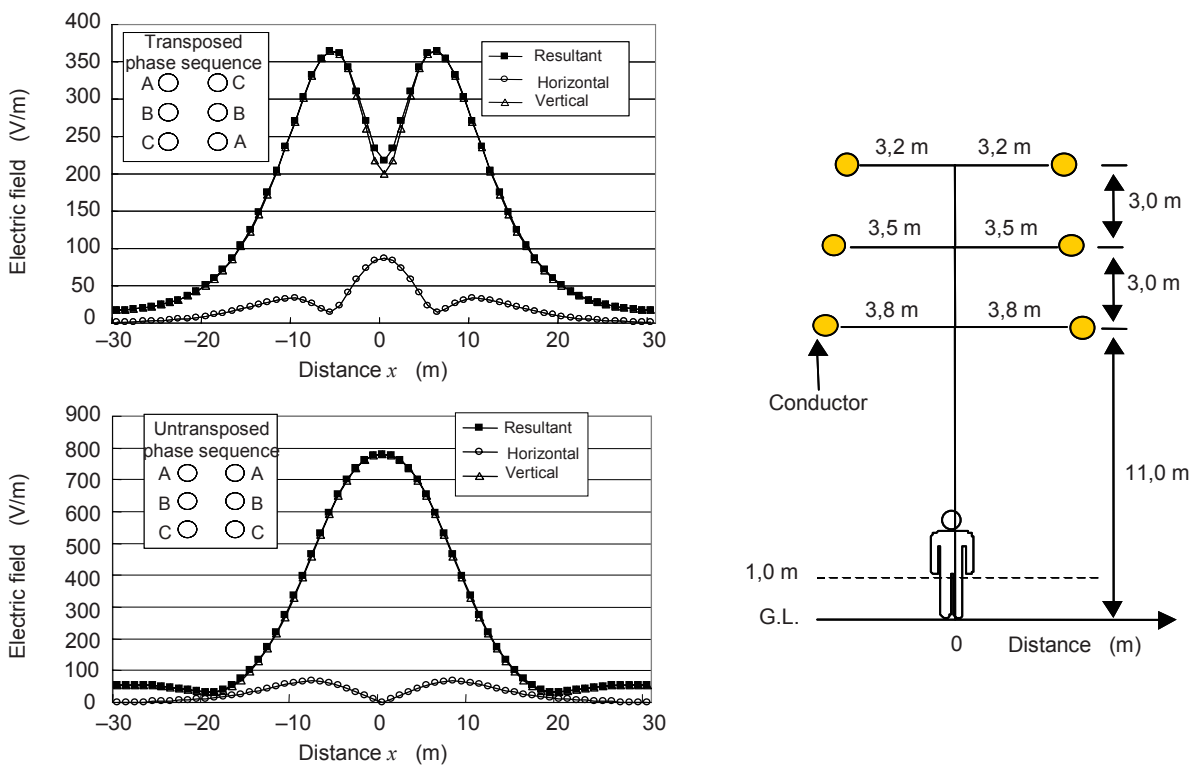 400
350
300
250
200
150
100
50
0
Electric field (V/m)
Transposed
phase sequence
A C
B B
C A
Resultant
Horizontal
Vertical
–30 –20 –10 0 10 20 30
Distance x (m)
900
800
700
600
500
400
300
200
100
0
Electric field (V/m)
Untransposed
phase sequence
A A
B B
C C
Resultant
Horizontal
Vertical
–30 –20 –10 0 10 20 30
Distance x (m)
3,2 m 3,2 m
3,0 m
3,5 m 3,5 m
3,0 m
3,8 m 3,8 m
Conductor
11,0 m
1,0 m
G.L.
0 Distance (m)